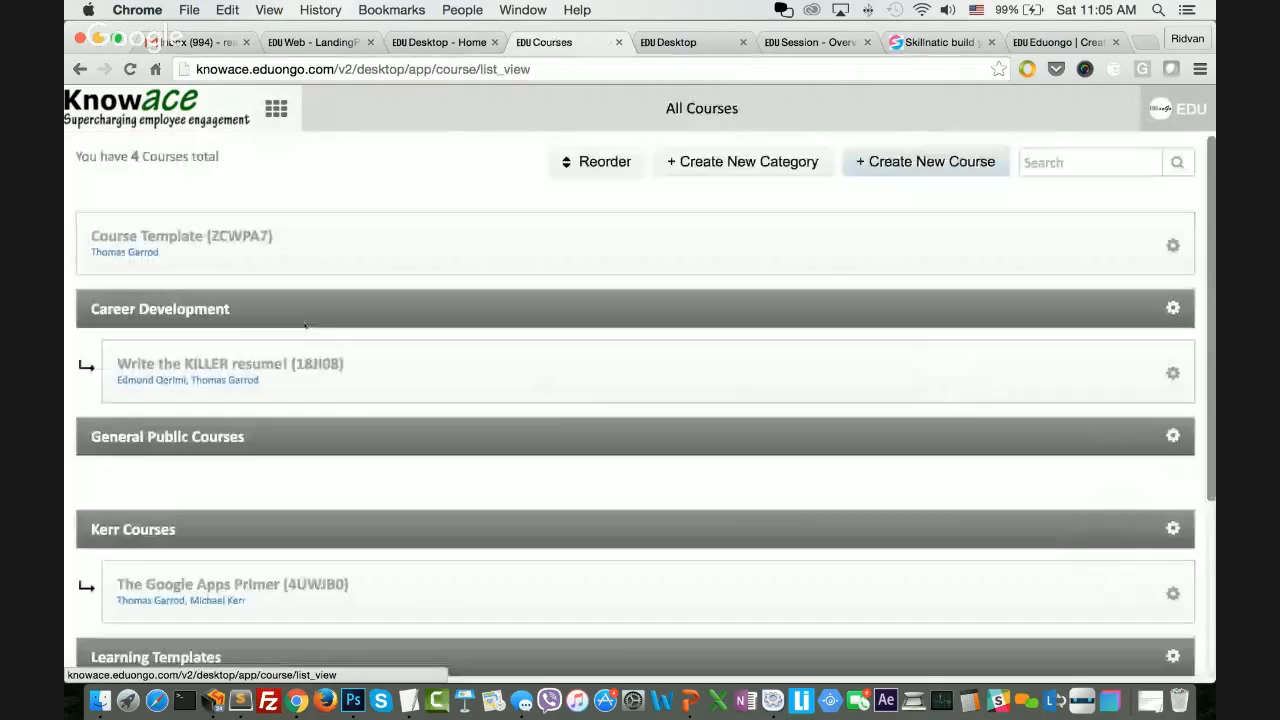 Chrome File Edit View History Bookmarks People Window Help 99% Sat 11:05 AM
Google
Inbox (994) - re EDU Web - LandingP EDU Desktop - Home EDU Courses EDU Desktop EDU Session - Overv Skillnatic build y EDU Eduongo | Creat Ridvan
knowace.eduongo.com/v2/desktop/app/course/list_view
KnowAce
Supercharging employee engagement
All Courses
EDU
You have 4 Courses total
Reorder
+ Create New Category
+ Create New Course
Search
Course Template (ZCWPA7)
Thomas Garrod
Career Development
Write the KILLER resume! (18JI08)
Edmund Qerimi, Thomas Garrod
General Public Courses
Kerr Courses
The Google Apps Primer (4UWJB0)
Thomas Garrod, Michael Kerr
Learning Templates
knowace.eduongo.com/v2/desktop/app/course/list_view